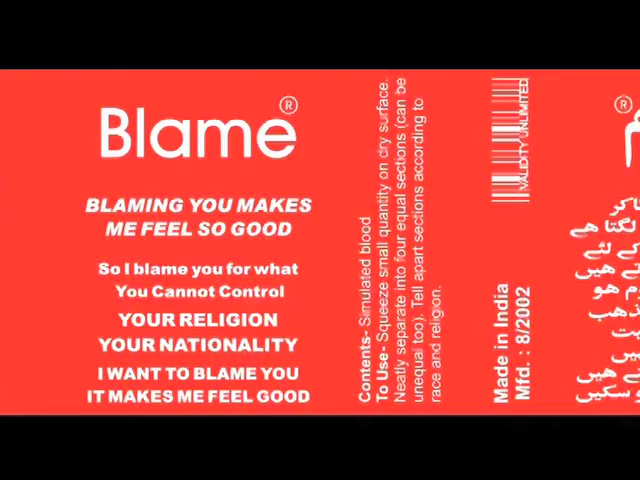 Blame®
BLAMING YOU MAKES
ME FEEL SO GOOD
So I blame you for what
You Cannot Control
YOUR RELIGION
YOUR NATIONALITY
I WANT TO BLAME YOU
IT MAKES ME FEEL GOOD
Contents- Simulated blood
To Use- Squeeze small quantity on dry surface.
Neatly separate into four equal sections (can be
unequal too). Tell apart sections according to
race and religion.
VALIDITY UNLIMITED
Made in India
Mfd. : 8/2002
®
لگتا ہے